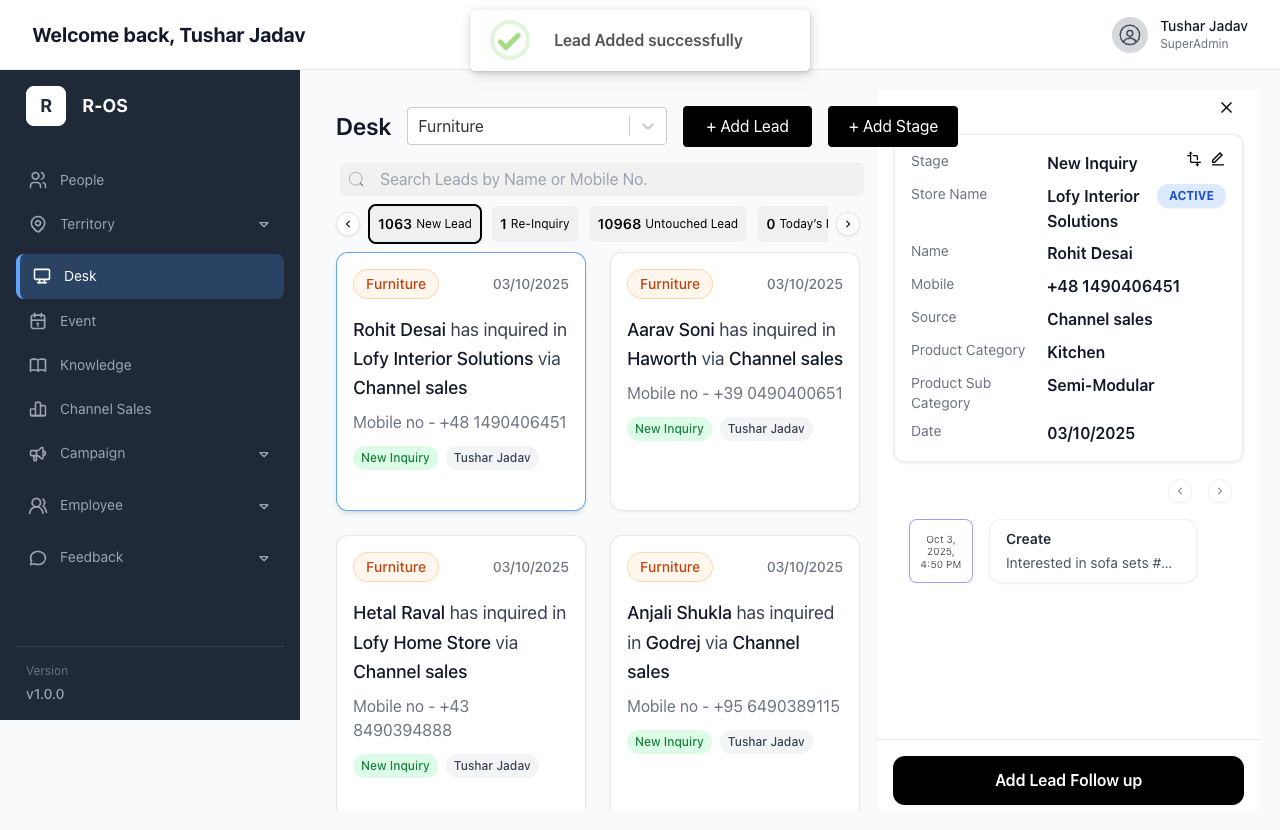 Welcome back, Tushar Jadav
Lead Added successfully
Tushar Jadav
SuperAdmin
R
R-OS
People
Territory
Desk
Event
Knowledge
Channel Sales
Campaign
Employee
Feedback
Version
v1.0.0
Desk
Furniture
+ Add Lead
+ Add Stage
Search Leads by Name or Mobile No.
1063 New Lead
1 Re-Inquiry
10968 Untouched Lead
0 Today's
Furniture
03/10/2025
Rohit Desai has inquired in
Lofy Interior Solutions via
Channel sales
Mobile no - +48 1490406451
New Inquiry
Tushar Jadav
Furniture
03/10/2025
Aarav Soni has inquired in
Haworth via Channel sales
Mobile no - +39 0490400651
New Inquiry
Tushar Jadav
Furniture
03/10/2025
Hetal Raval has inquired in
Lofy Home Store via
Channel sales
Mobile no - +43
8490394888
New Inquiry
Tushar Jadav
Furniture
03/10/2025
Anjali Shukla has inquired
in Godrej via Channel
sales
Mobile no - +95 6490389115
New Inquiry
Tushar Jadav
Stage
New Inquiry
Store Name
Lofy Interior
Solutions
ACTIVE
Name
Rohit Desai
Mobile
+48 1490406451
Source
Channel sales
Product Category
Kitchen
Product Sub
Category
Semi-Modular
Date
03/10/2025
Oct 3,
2025,
4:50 PM
Create
Interested in sofa sets #...
Add Lead Follow up